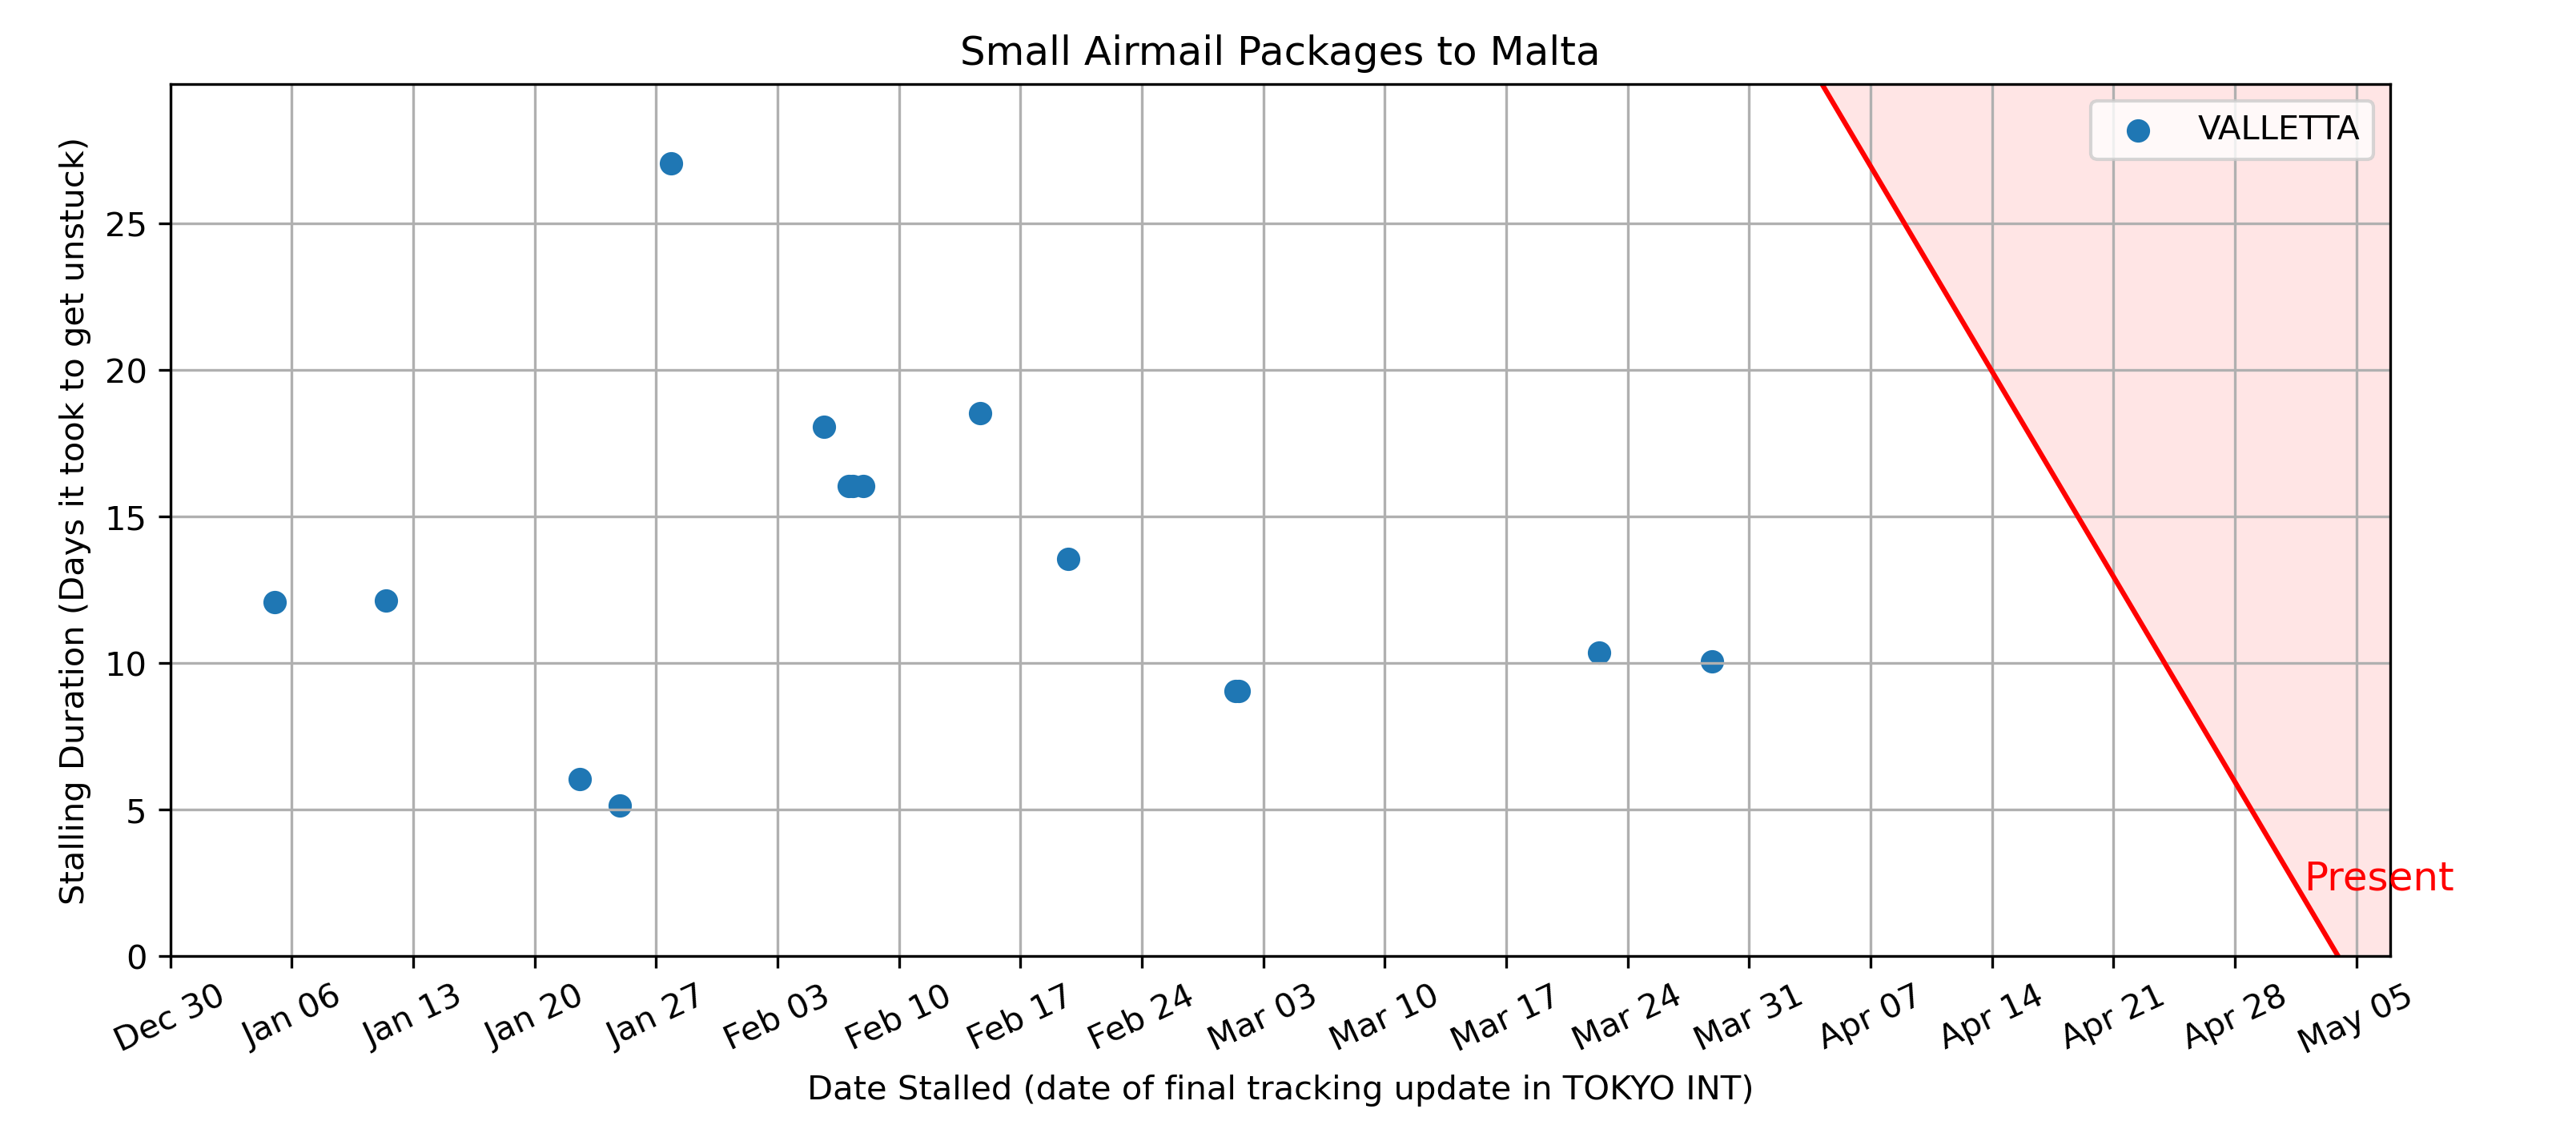 Small Airmail Packages to Malta
VALLETTA
Stalling Duration (Days it took to get unstuck)
25
20
15
10
5
0
Present
Dec 30 Jan 06 Jan 13 Jan 20 Jan 27 Feb 03 Feb 10 Feb 17 Feb 24 Mar 03 Mar 10 Mar 17 Mar 24 Mar 31 Apr 07 Apr 14 Apr 21 Apr 28 May 05
Date Stalled (date of final tracking update in TOKYO INT)